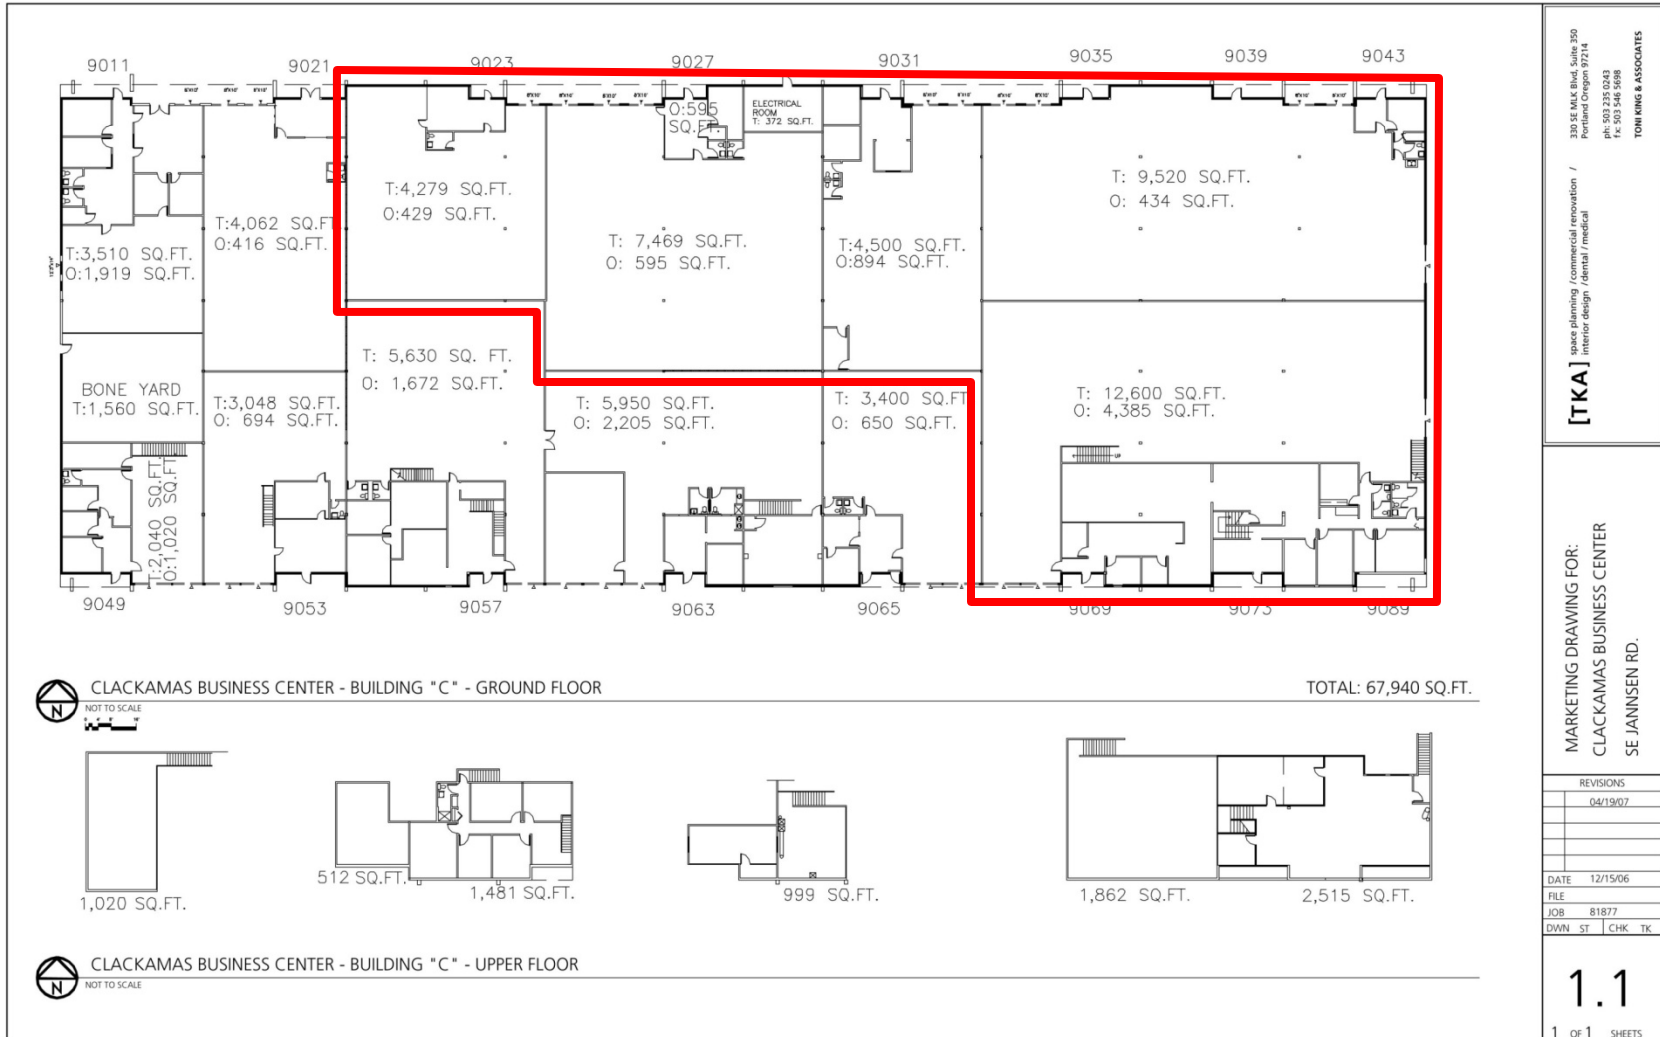 9011
9021
9023
9027
9031
9035
9039
9043
O:595
SQ.FT.
ELECTRICAL
ROOM
T: 372 SQ.FT.
T:4,279 SQ.FT.
O:429 SQ.FT.
T: 9,520 SQ.FT.
O: 434 SQ.FT.
T:4,062 SQ.FT
O:416 SQ.FT.
T: 7,469 SQ.FT.
O: 595 SQ.FT.
T:4,500 SQ.FT.
O:894 SQ.FT.
T:3,510 SQ.FT.
O:1,919 SQ.FT.
T: 5,630 SQ. FT.
O: 1,672 SQ.FT.
BONE YARD
T:1,560 SQ.FT.
T:3,048 SQ.FT.
O: 694 SQ.FT.
T: 5,950 SQ.FT.
O: 2,205 SQ.FT.
T: 3,400 SQ.FT
O: 650 SQ.FT.
T: 12,600 SQ.FT.
O: 4,385 SQ.FT.
UP
T:2,040 SQ.FT.
O:1,020 SQ.FT
9049
9053
9057
9063
9065
9069
9073
9089
CLACKAMAS BUSINESS CENTER - BUILDING "C" - GROUND FLOOR
TOTAL: 67,940 SQ.FT.
N
NOT TO SCALE
0 4' 8' 16'
1,020 SQ.FT.
512 SQ.FT.
1,481 SQ.FT.
999 SQ.FT.
1,862 SQ.FT.
2,515 SQ.FT.
CLACKAMAS BUSINESS CENTER - BUILDING "C" - UPPER FLOOR
N
NOT TO SCALE
[TKA]
space planning /commercial renovation /
interior design /dental / medical
330 SE MLK Blvd, Suite 350
Portland Oregon 97214
ph: 503 235 0243
fx: 503 546 5698
TONI KING & ASSOCIATES
MARKETING DRAWING FOR:
CLACKAMAS BUSINESS CENTER
SE JANNSEN RD.
REVISIONS
04/19/07
DATE 12/15/06
FILE
JOB 81877
DWN ST CHK TK
1.1
1 OF 1 SHEETS